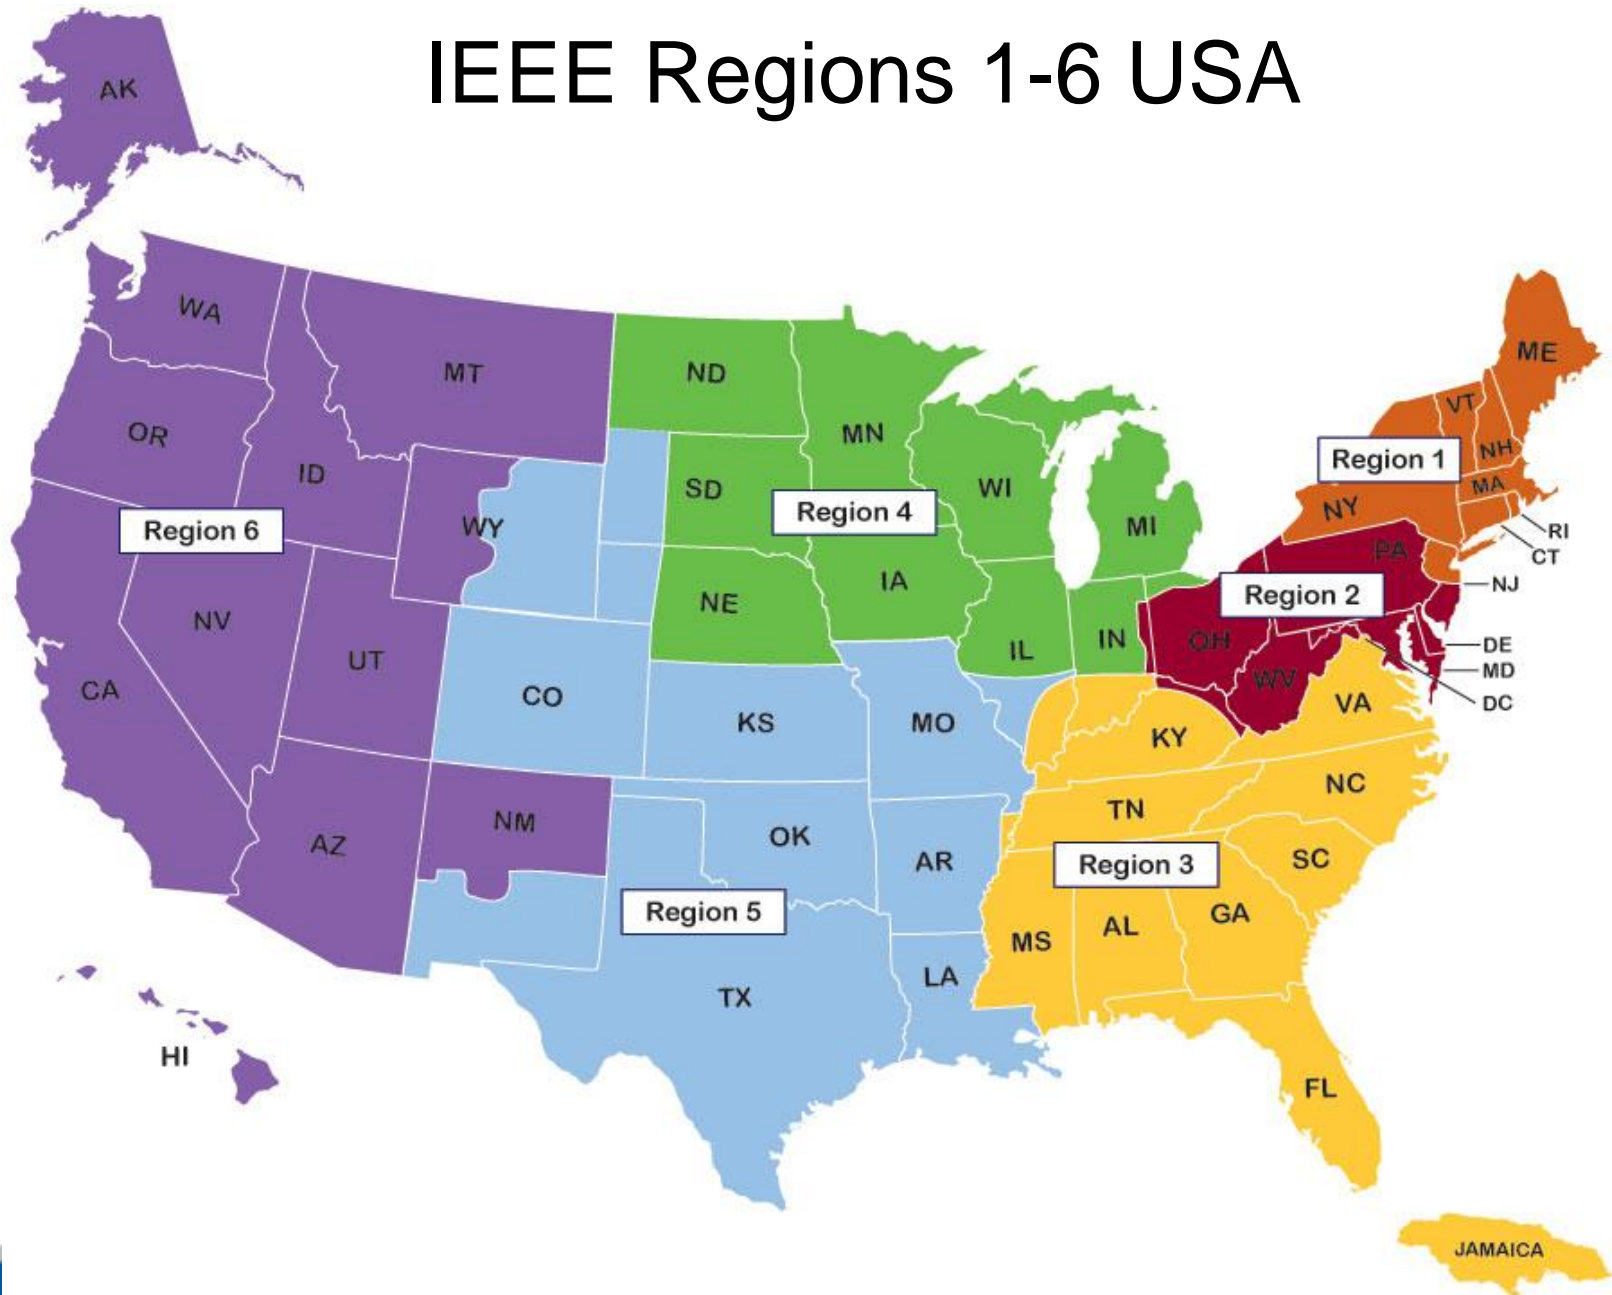 IEEE Regions 1-6 USA
AK
WA
MT
ND
ME
OR
MN
VT
ID
SD
WI
Region 1
NH
WY
Region 4
MI
NY
MA
Region 6
RI
IA
PA
CT
NV
NE
Region 2
NJ
UT
IL
IN
OH
DE
CA
CO
WV
MD
KS
MO
KY
VA
DC
NM
TN
NC
AZ
OK
AR
Region 3
SC
Region 5
MS
AL
GA
LA
TX
HI
FL
JAMAICA